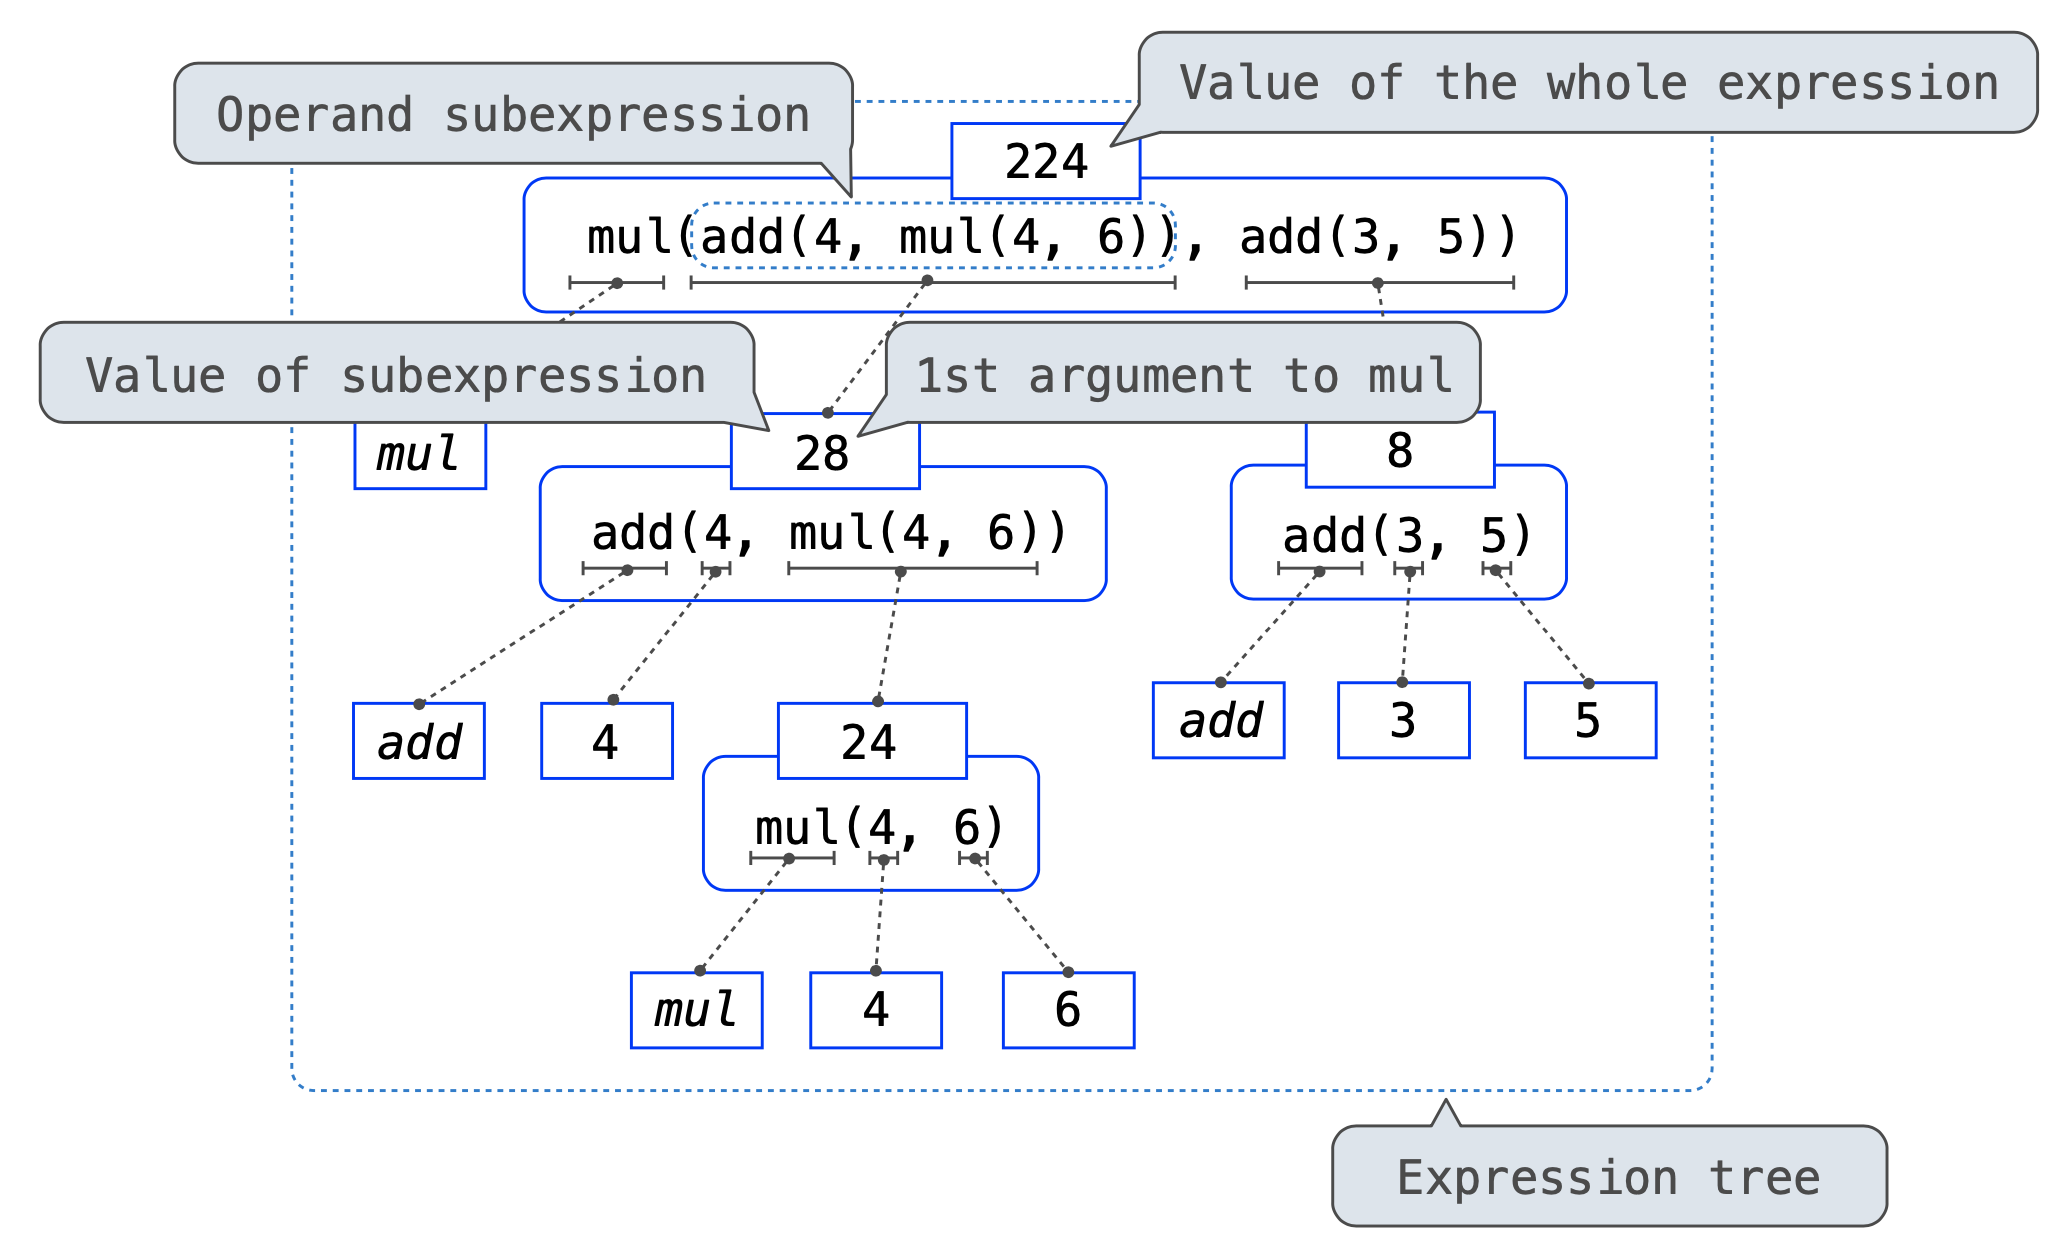 Operand subexpression
Value of the whole expression
224
mul(add(4, mul(4, 6)), add(3, 5))
Value of subexpression
1st argument to mul
mul
28
8
add(4, mul(4, 6))
add(3, 5)
add
4
24
add
3
5
mul(4, 6)
mul
4
6
Expression tree